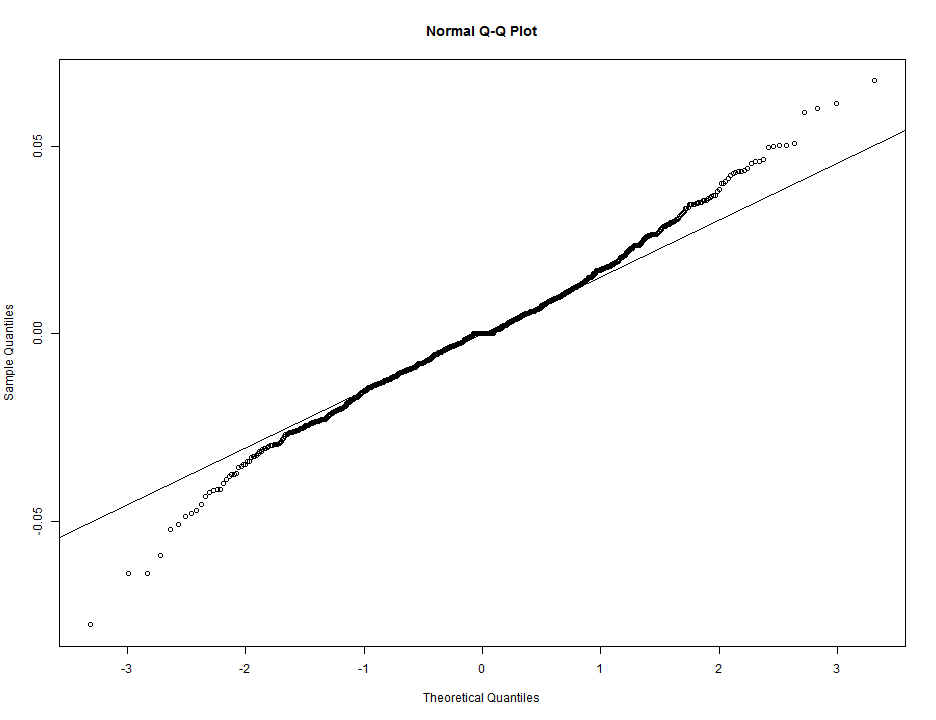 Normal Q-Q Plot
Sample Quantiles
0.05
0.00
-0.05
-3 -2 -1 0 1 2 3
Theoretical Quantiles